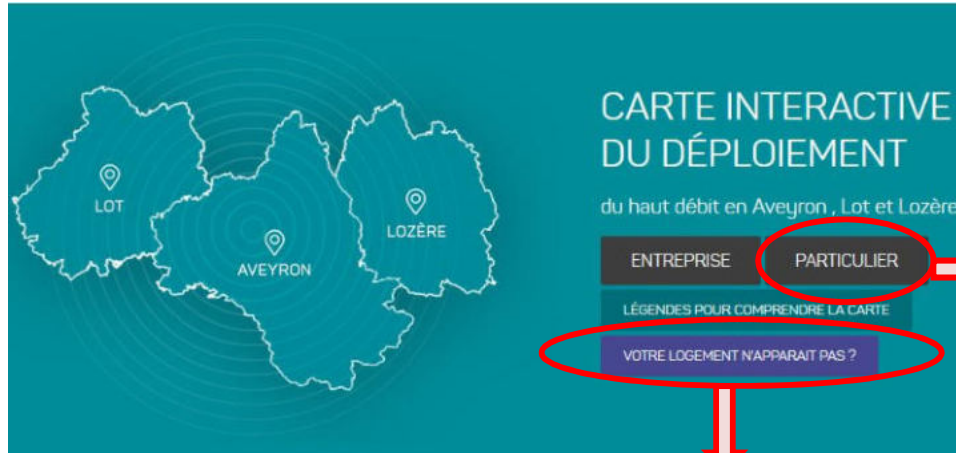 LOT
AVEYRON
LOZÈRE
CARTE INTERACTIVE
DU DÉPLOIEMENT
du haut débit en Aveyron , Lot et Lozère
ENTREPRISE
PARTICULIER
LÉGENDES POUR COMPRENDRE LA CARTE
VOTRE LOGEMENT N'APPARAIT PAS ?